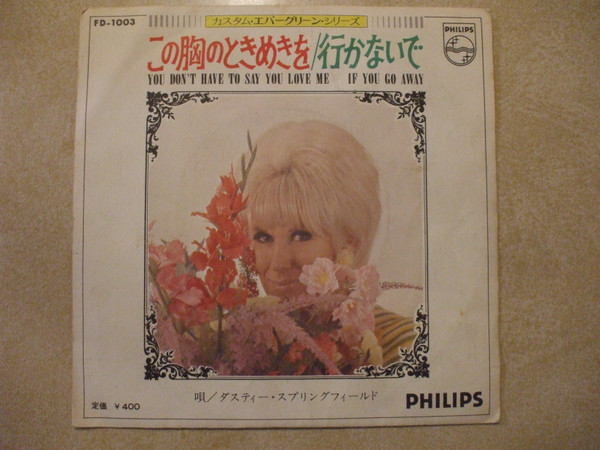 FD-1003
カスタム・エバーグリーン・シリーズ
PHILIPS
この胸のときめきを/行かないで
YOU DON'T HAVE TO SAY YOU LOVE ME IF YOU GO AWAY
唄/ダスティー・スプリングフィールド
定価 ¥400
PHILIPS